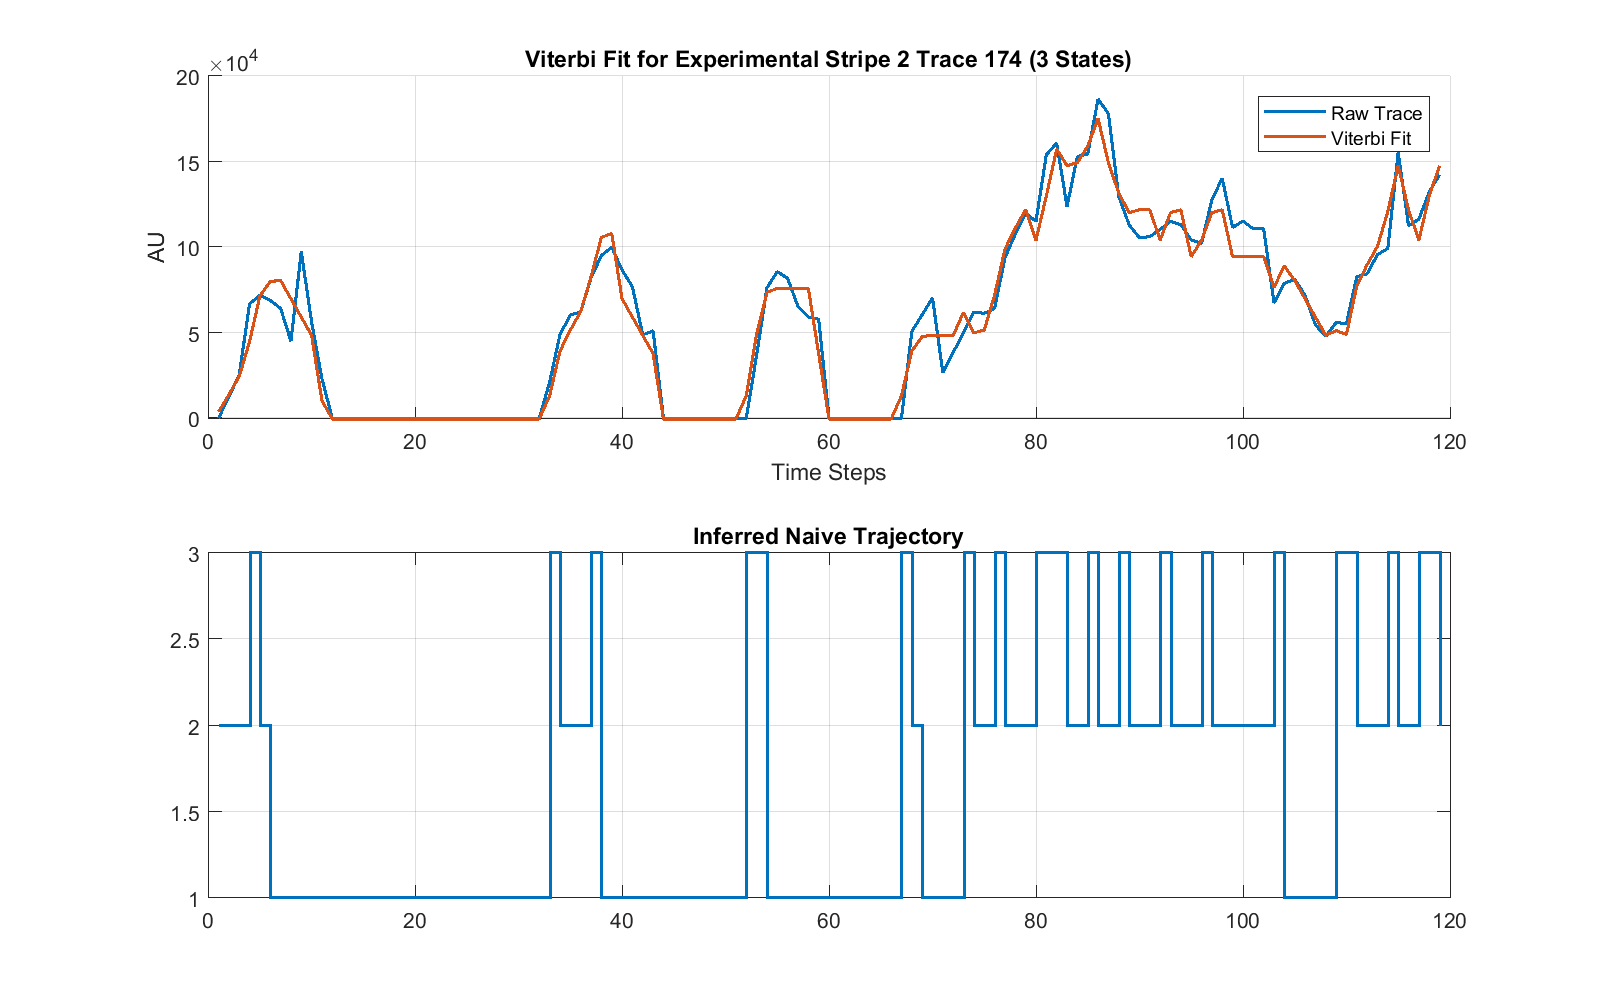 Viterbi Fit for Experimental Stripe 2 Trace 174 (3 States)
×10⁴
20
15
10
5
0
AU
Raw Trace
Viterbi Fit
0 20 40 60 80 100 120
Time Steps
Inferred Naive Trajectory
3
2.5
2
1.5
1
0 20 40 60 80 100 120